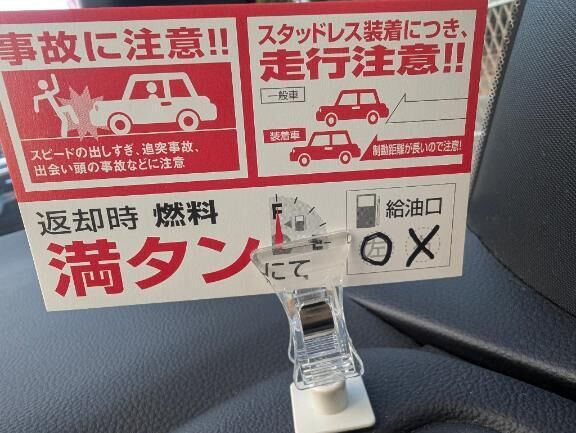 事故に注意!!
スピードの出しすぎ、追突事故、
出会い頭の事故などに注意
スタッドレス装着につき、
走行注意!!
一般車
装着車
制動距離が長いので注意!
返却時 燃料
満タン
にて
F
給油口
左
O X